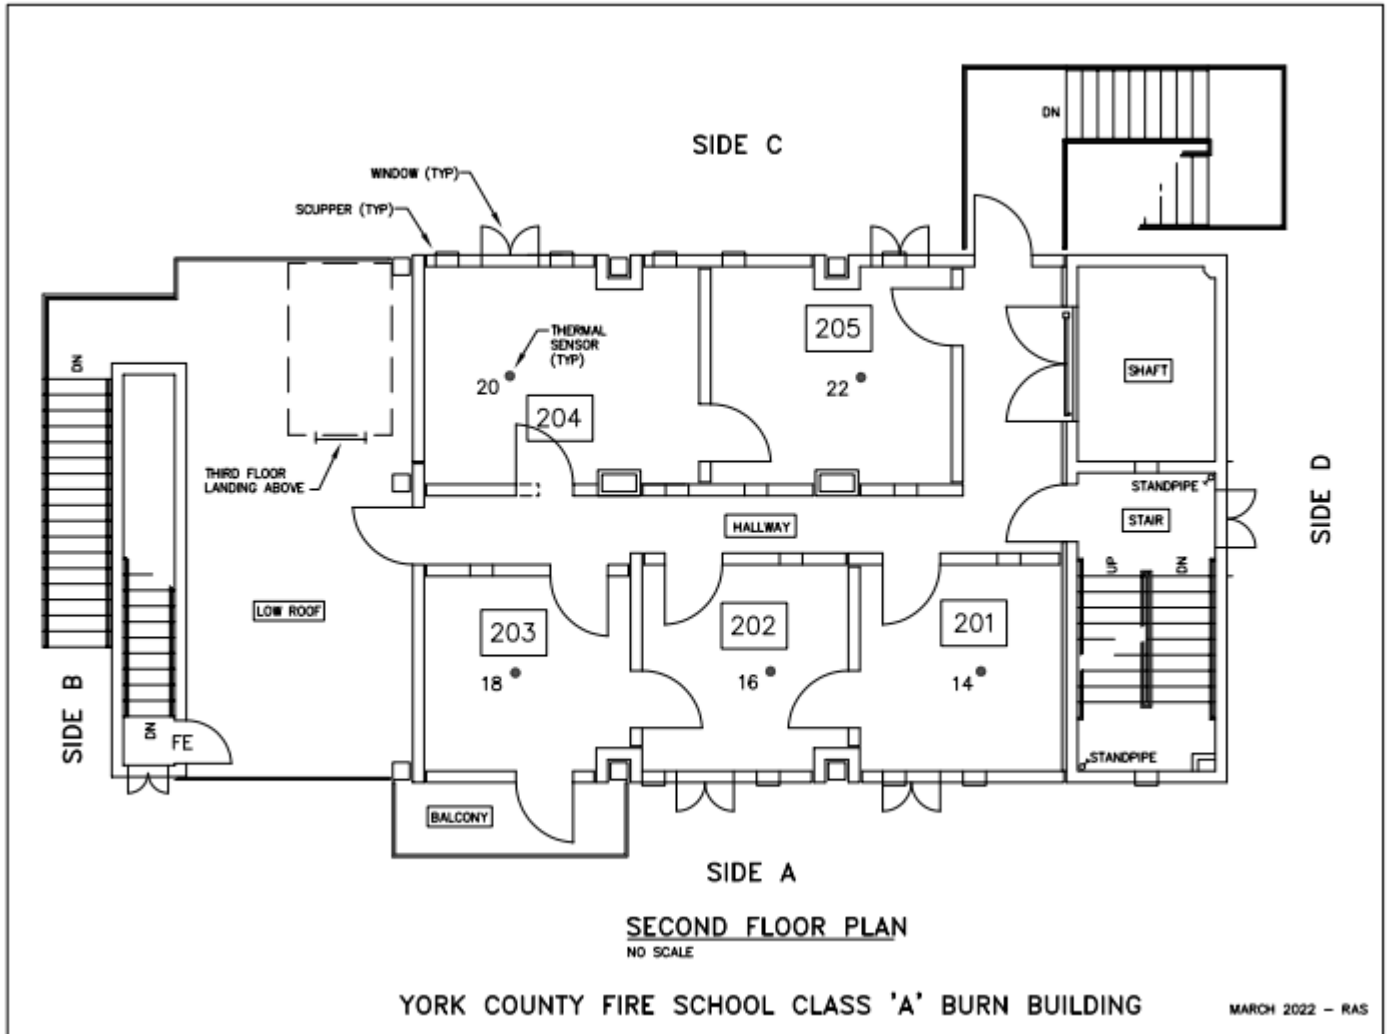 DN
SIDE C
WINDOW (TYP)
SCUPPER (TYP)
THERMAL
SENSOR
(TYP)
205
20
22
204
DN
SHAFT
THIRD FLOOR
LANDING ABOVE
STANDPIPE
SIDE D
HALLWAY
STAIR
UP
DN
LOW ROOF
203
202
201
18
16
14
SIDE B
DN
FE
STANDPIPE
BALCONY
SIDE A
SECOND FLOOR PLAN
NO SCALE
YORK COUNTY FIRE SCHOOL CLASS 'A' BURN BUILDING
MARCH 2022 - RAS